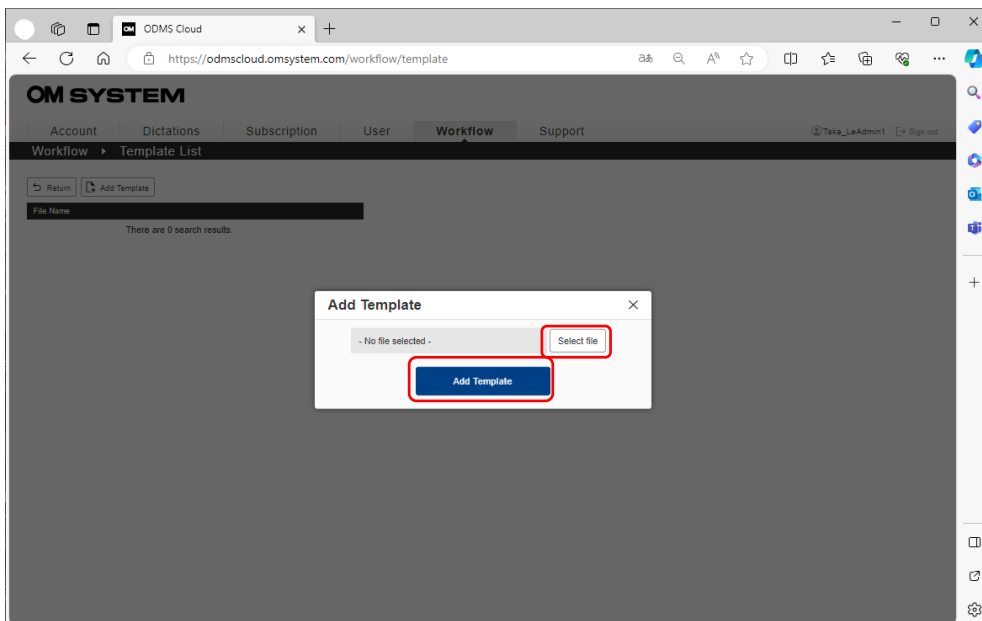 OM ODMS Cloud
https://odmscloud.omsystem.com/workflow/template
OM SYSTEM
Account Dictations Subscription User Workflow Support Taka_LeAdmin1 Sign out
Workflow ▸ Template List
Return Add Template
File Name
There are 0 search results.
Add Template
- No file selected - Select file
Add Template